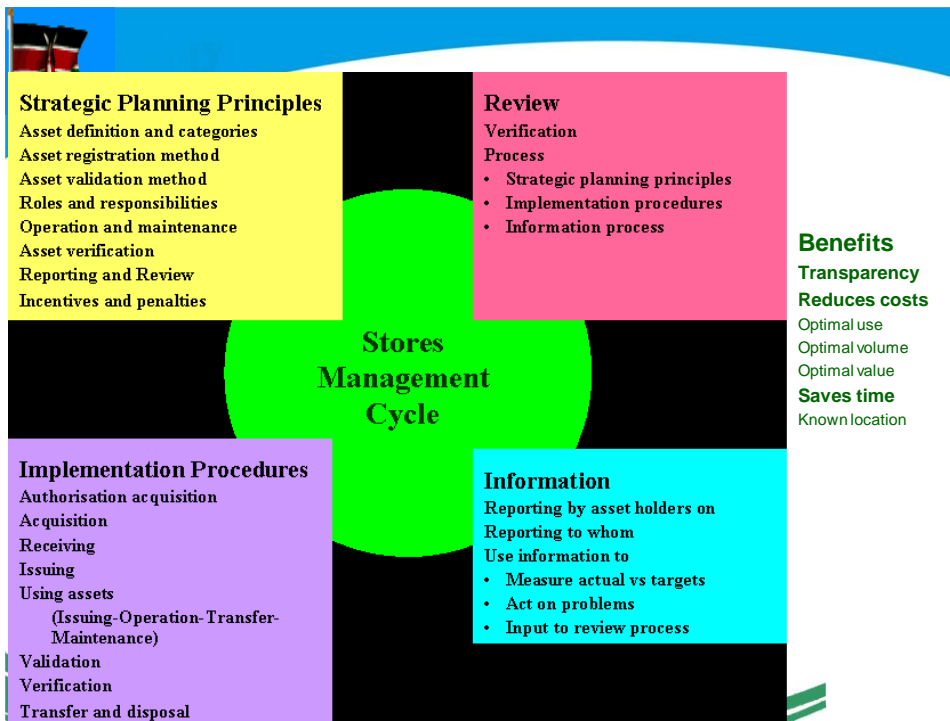 Strategic Planning Principles
Asset definition and categories
Asset registration method
Asset validation method
Roles and responsibilities
Operation and maintenance
Asset verification
Reporting and Review
Incentives and penalties
Review
Verification
Process
• Strategic planning principles
• Implementation procedures
• Information process
Stores
Management
Cycle
Implementation Procedures
Authorisation acquisition
Acquisition
Receiving
Issuing
Using assets
(Issuing-Operation-Transfer-
Maintenance)
Validation
Verification
Transfer and disposal
Information
Reporting by asset holders on
Reporting to whom
Use information to
• Measure actual vs targets
• Act on problems
• Input to review process
Benefits
Transparency
Reduces costs
Optimal use
Optimal volume
Optimal value
Saves time
Known location